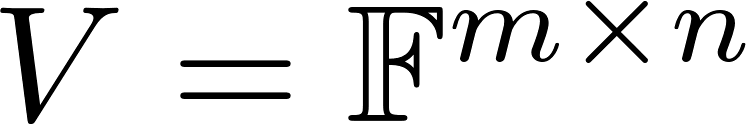 V = 𝔽^{m×n}